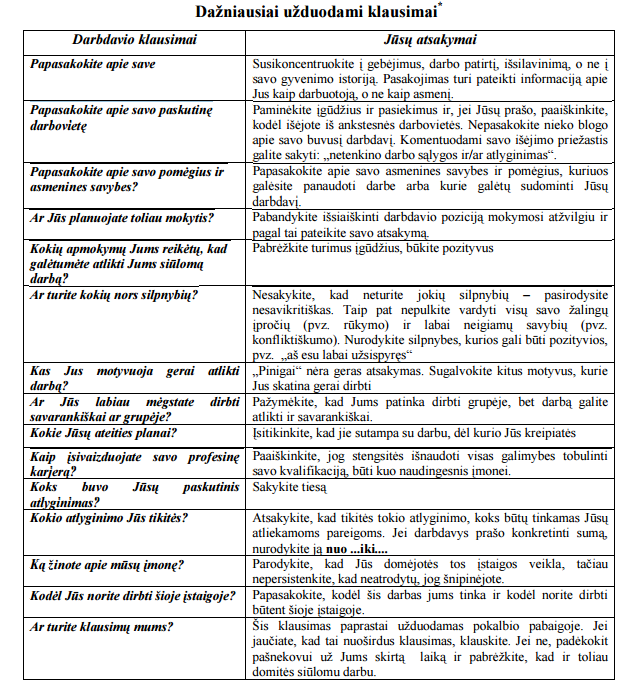 Dažniausiai užduodami klausimai*
Darbdavio klausimai
Jūsų atsakymai
Papasakokite apie save
Susikoncentruokite į gebėjimus, darbo patirtį, išsilavinimą, o ne į
savo gyvenimo istoriją. Pasakojimas turi pateikti informaciją apie
Jus kaip darbuotoją, o ne kaip asmenį.
Papasakokite apie savo paskutinę
darbovietę
Paminėkite įgūdžius ir pasiekimus ir, jei Jūsų prašo, paaiškinkite,
kodėl išėjote iš ankstesnės darbovietės. Nepasakokite nieko blogo
apie savo buvusį darbdavį. Komentuodami savo išėjimo priežastis
galite sakyti: „netenkino darbo sąlygos ir/ar atlyginimas“.
Papasakokite apie savo pomėgius ir
asmenines savybes?
Papasakokite apie savo asmenines savybes ir pomėgius, kuriuos
galėsite panaudoti darbe arba kurie galėtų sudominti Jūsų
darbdavį.
Ar Jūs planuojate toliau mokytis?
Pabandykite išsiaiškinti darbdavio poziciją mokymosi atžvilgiu ir
pagal tai pateikite savo atsakymą.
Kokių apmokymų Jums reikėtų, kad
galėtumėte atlikti Jums siūlomą
darbą?
Pabrėžkite turimus įgūdžius, būkite pozityvus
Ar turite kokių nors silpnybių?
Nesakykite, kad neturite jokių silpnybių – pasirodysite
nesavikritiškas. Taip pat nepulkite vardyti visų savo žalingų
įpročių (pvz. rūkymo) ir labai neigiamų savybių (pvz.
konfliktiškumo). Nurodykite silpnybes, kurios gali būti pozityvios,
pvz. „aš esu labai užsispyręs“
Kas Jus motyvuoja gerai atlikti
darbą?
„Pinigai“ nėra geras atsakymas. Sugalvokite kitus motyvus, kurie
Jus skatina gerai dirbti
Ar Jūs labiau mėgstate dirbti
savarankiškai ar grupėje?
Pažymėkite, kad Jums patinka dirbti grupėje, bet darbą galite
atlikti ir savarankiškai.
Kokie Jūsų ateities planai?
Įsitikinkite, kad jie sutampa su darbu, dėl kurio Jūs kreipiatės
Kaip įsivaizduojate savo profesinę
karjerą?
Paaiškinkite, jog stengsitės išnaudoti visas galimybes tobulinti
savo kvalifikaciją, būti kuo naudingesnis įmonei.
Koks buvo Jūsų paskutinis
atlyginimas?
Sakykite tiesą
Kokio atlyginimo Jūs tikitės?
Atsakykite, kad tikitės tokio atlyginimo, koks būtų tinkamas Jūsų
atliekamoms pareigoms. Jei darbdavys prašo konkretinti sumą,
nurodykite ją nuo ...iki....
Ką žinote apie mūsų įmonę?
Parodykite, kad Jūs domėjotės tos įstaigos veikla, tačiau
nepersistenkite, kad neatrodytų, jog šnipinėjote.
Kodėl Jūs norite dirbti šioje įstaigoje?
Papasakokite, kodėl šis darbas jums tinka ir kodėl norite dirbti
būtent šioje įstaigoje.
Ar turite klausimų mums?
Šis klausimas paprastai užduodamas pokalbio pabaigoje. Jei
jaučiate, kad tai nuoširdus klausimas, klauskite. Jei ne, padėkokit
pašnekovui už Jums skirtą laiką ir pabrėžkite, kad ir toliau
domitės siūlomu darbu.